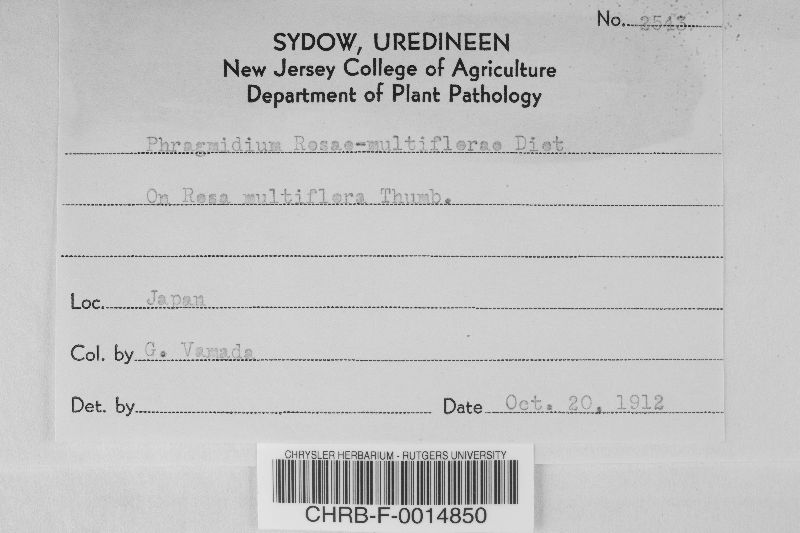 No. 2543
SYDOW, UREDINEEN
New Jersey College of Agriculture
Department of Plant Pathology
Phragmidium Rosae-multiflorae Diet
On Rosa multiflora Thumb.
Loc. Japan
Col. by G. Yamada
Det. by
Date Oct. 20, 1912
CHRYSLER HERBARIUM - RUTGERS UNIVERSITY
CHRB-F-0014850